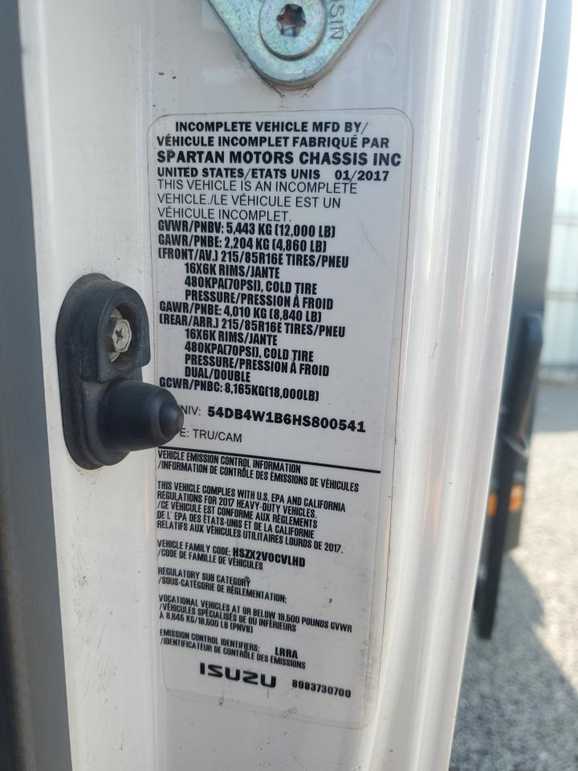 SIN
INCOMPLETE VEHICLE MFD BY/
VÉHICULE INCOMPLET FABRIQUÉ PAR
SPARTAN MOTORS CHASSIS INC
UNITED STATES/ETATS UNIS 01/2017
THIS VEHICLE IS AN INCOMPLETE
VEHICLE./LE VÉHICULE EST UN
VÉHICULE INCOMPLET.
GVWR/PNBV: 5,443 KG (12,000 LB)
GAWR/PNBE: 2,204 KG (4,860 LB)
(FRONT/AV.) 215/85R16E TIRES/PNEU
16X6K RIMS/JANTE
480KPA(70PSI), COLD TIRE
PRESSURE/PRESSION À FROID
GAWR/PNBE: 4,010 KG (8,840 LB)
(REAR/ARR.) 215/85R16E TIRES/PNEU
16X6K RIMS/JANTE
480KPA(70PSI), COLD TIRE
PRESSURE/PRESSION À FROID
DUAL/DOUBLE
GCWR/PNBC: 8,165KG(18,000LB)
NIV: 54DB4W1B6HS800541
E: TRU/CAM
VEHICLE EMISSION CONTROL INFORMATION
/INFORMATION DE CONTRÔLE DES ÉMISSIONS DE VÉHICULES
THIS VEHICLE COMPLIES WITH U.S. EPA AND CALIFORNIA
REGULATIONS FOR 2017 HEAVY-DUTY VEHICLES.
/CE VÉHICULE EST CONFORME AUX RÈGLEMENTS
DE L' EPA DES ÉTATS-UNIS ET DE LA CALIFORNIE
RELATIFS AUX VÉHICULES UTILITAIRES LOURDS DE 2017.
VEHICLE FAMILY CODE: HSZX2VOCVLHD
/CODE DE FAMILLE DE VÉHICULES
REGULATORY SUB CATEGORY
/SOUS-CATÉGORIE DE RÉGLEMENTATION:
VOCATIONAL VEHICLES AT OR BELOW 19,500 POUNDS GVWR
/VÉHICULES SPÉCIALISÉS DE OU INFÉRIEURS
À 8,846 KG/19,500 LB (PNVB)
EMISSION CONTROL IDENTIFIERS: LRRA
/IDENTIFICATEUR DE CONTRÔLE DES ÉMISSIONS
ISUZU 8983730700